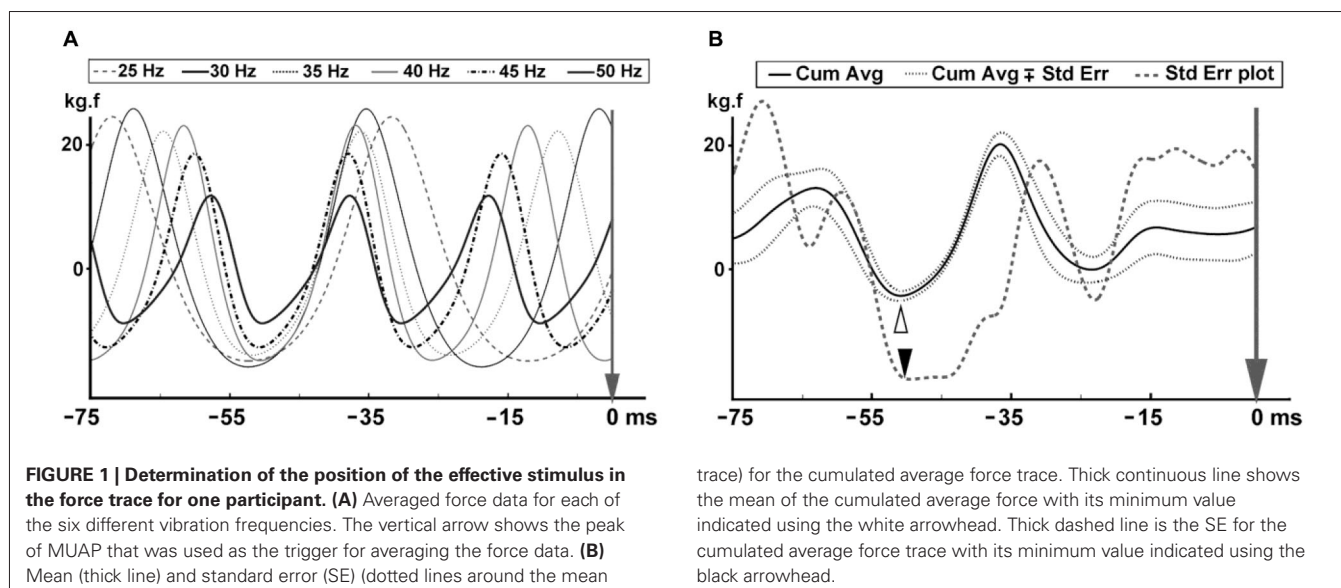 A
25 Hz 30 Hz 35 Hz 40 Hz 45 Hz 50 Hz
kg.f
20
0
−75 −55 −35 −15 0 ms
B
Cum Avg Cum Avg ∓ Std Err Std Err plot
kg.f
20
0
−75 −55 −35 −15 0 ms
FIGURE 1 | Determination of the position of the effective stimulus in
the force trace for one participant. (A) Averaged force data for each of
the six different vibration frequencies. The vertical arrow shows the peak
of MUAP that was used as the trigger for averaging the force data. (B)
Mean (thick line) and standard error (SE) (dotted lines around the mean
trace) for the cumulated average force trace. Thick continuous line shows
the mean of the cumulated average force with its minimum value
indicated using the white arrowhead. Thick dashed line is the SE for the
cumulated average force trace with its minimum value indicated using the
black arrowhead.